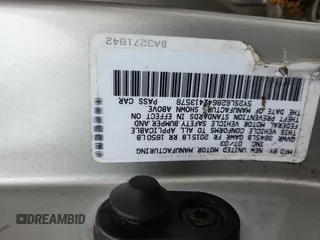 MFD BY NEW UNITED MOTOR MANUFACTURING
INC 07/03
GVWR 3845LB GAWR FR 2015LB RR 1850LB
THIS VEHICLE CONFORMS TO ALL APPLICABLE
FEDERAL MOTOR VEHICLE SAFETY BUMPER AND
THEFT PREVENTION STANDARDS IN EFFECT ON
THE DATE OF MANUFACTURE SHOWN ABOVE
5Y2SL62864Z413578 PASS CAR
BA3271842
DREAMBID